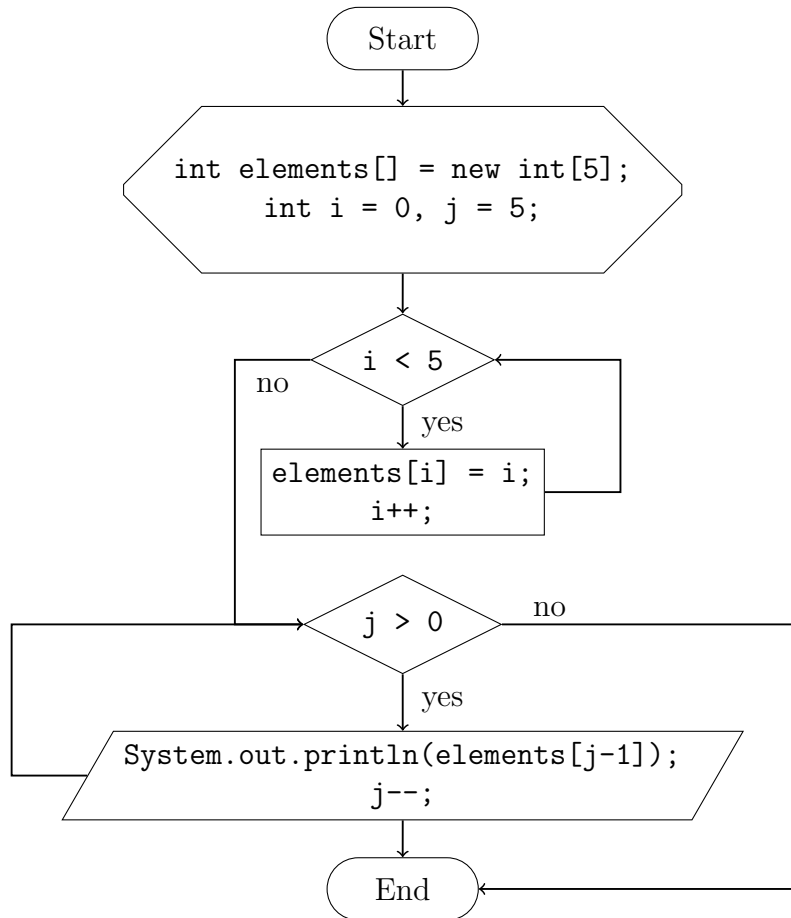 Start
int elements[] = new int[5];
int i = 0, j = 5;
i < 5
no
yes
elements[i] = i;
i++;
j > 0
no
yes
System.out.println(elements[j-1]);
j--;
End